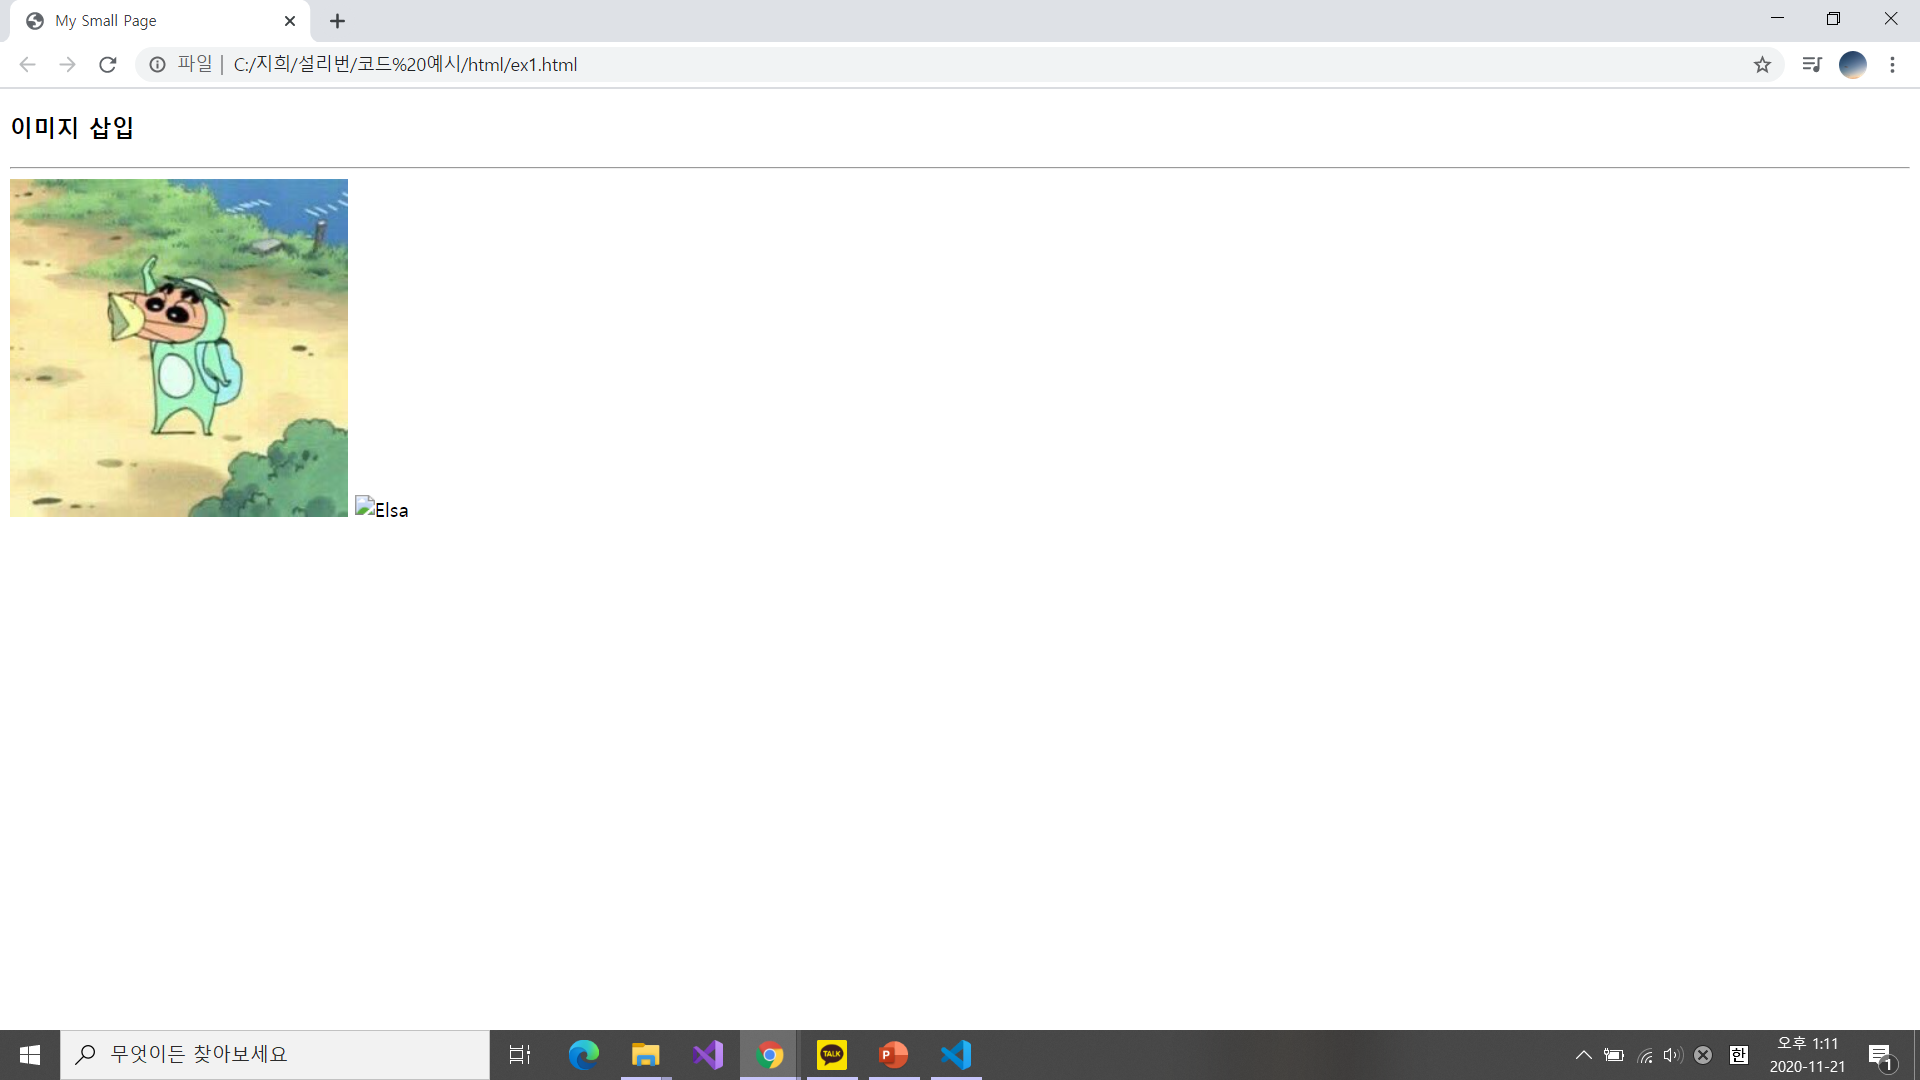 My Small Page
파일 | C:/지희/설리번/코드%20예시/html/ex1.html
이미지 삽입
Elsa
무엇이든 찾아보세요
TALK
P
한
오후 1:11
2020-11-21
1